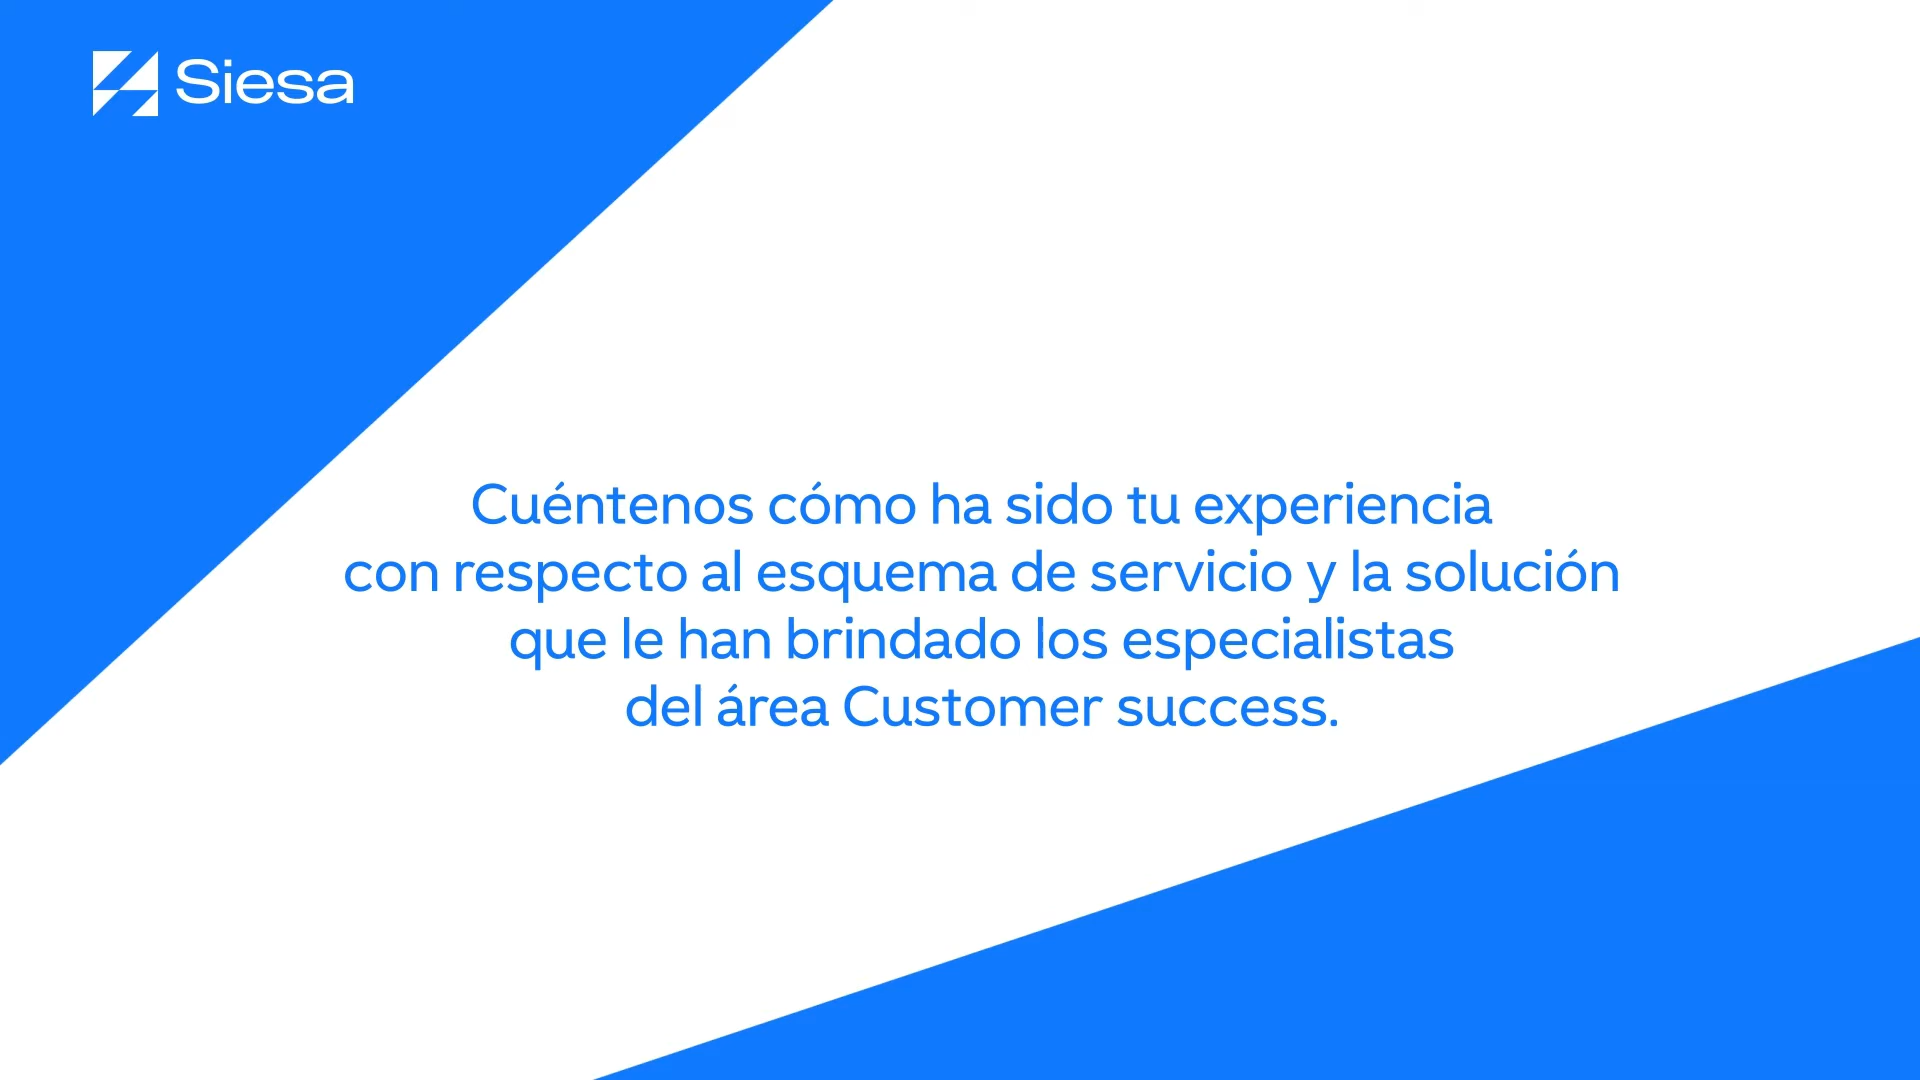 Siesa
Cuéntenos cómo ha sido tu experiencia
con respecto al esquema de servicio y la solución
que le han brindado los especialistas
del área Customer success.